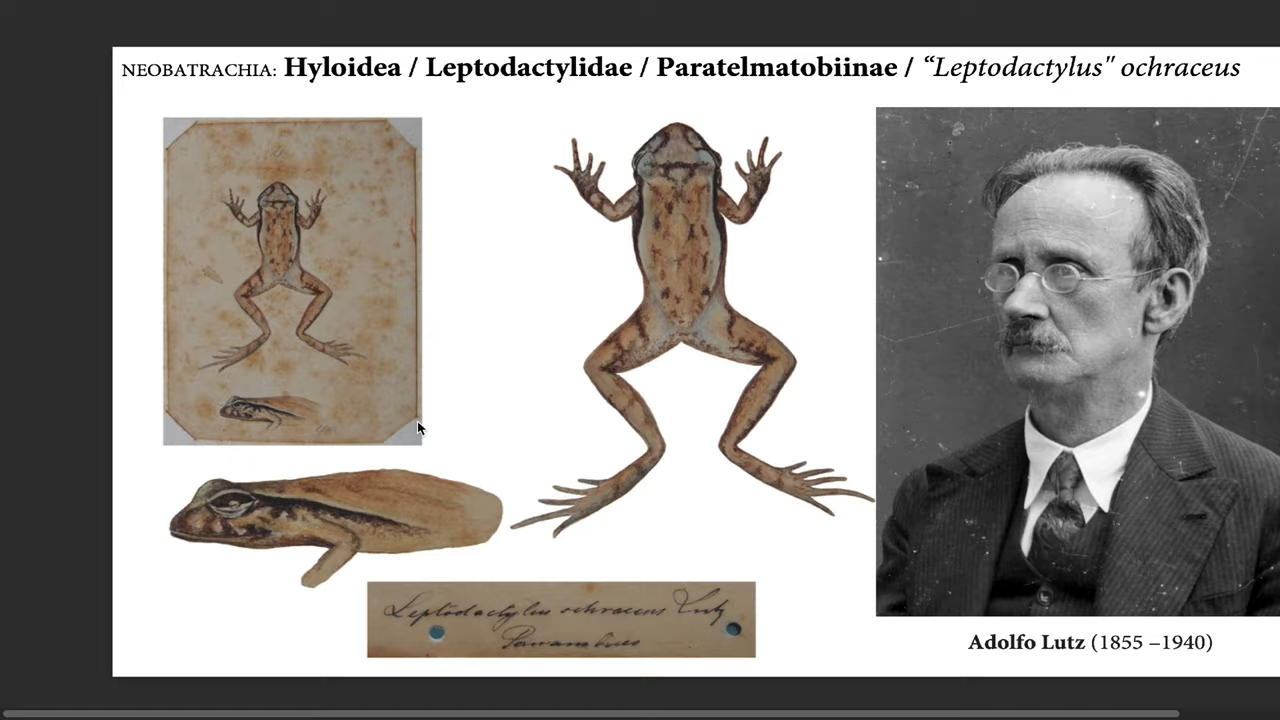 NEOBATRACHIA: Hyloidea / Leptodactylidae / Paratelmatobiinae / “Leptodactylus" ochraceus
Leptodactylus ochraceus Lutz
Adolfo Lutz (1855 –1940)